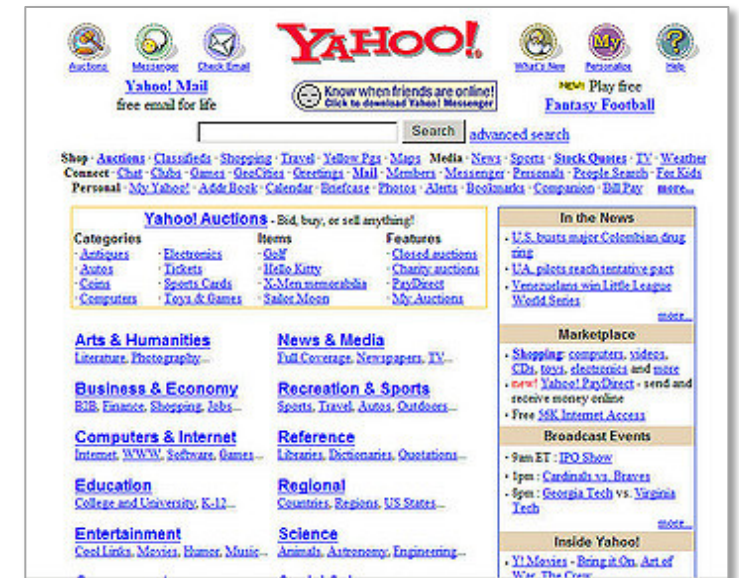 YAHOO!
Auctions Messenger Check Email What's New Personalize Help
Yahoo! Mail
free email for life
Know when friends are online!
Click to download Yahoo! Messenger
NEW! Play free
Fantasy Football
Search advanced search
Shop - Auctions · Classifieds · Shopping · Travel · Yellow Pgs · Maps Media · News · Sports · Stock Quotes · TV · Weather
Connect · Chat · Clubs · Games · GeoCities · Greetings · Mail · Members · Messenger · Personals · People Search · For Kids
Personal · My Yahoo! · Addr Book · Calendar · Briefcase · Photos · Alerts · Bookmarks · Companion · Bill Pay more...
Yahoo! Auctions - Bid, buy, or sell anything!
Categories Items Features
· Antiques · Electronics · Golf · Closed auctions
· Autos · Tickets · Hello Kitty · Charity auctions
· Coins · Sports Cards · X-Men memorabilia · PayDirect
· Computers · Toys & Games · Sailor Moon · My Auctions
Arts & Humanities
Literature, Photography...
News & Media
Full Coverage, Newspapers, TV...
Business & Economy
B2B, Finance, Shopping, Jobs...
Recreation & Sports
Sports, Travel, Autos, Outdoors...
Computers & Internet
Internet, WWW, Software, Games...
Reference
Libraries, Dictionaries, Quotations...
Education
College and University, K-12...
Regional
Countries, Regions, US States...
Entertainment
Cool Links, Movies, Humor, Music...
Science
Animals, Astronomy, Engineering...
In the News
· U.S. busts major Colombian drug
ring
· UA, pilots reach tentative pact
· Venezuelans win Little League
World Series
more...
Marketplace
· Shopping: computers, videos,
CDs, toys, electronics and more
· new! Yahoo! PayDirect - send and
receive money online
· Free 56K Internet Access
Broadcast Events
· 9am ET : IPO Show
· 1pm : Cardinals vs. Braves
· 8pm : Georgia Tech vs. Virginia
Tech
more...
Inside Yahoo!
· Y! Movies - Bring it On, Art of
War, The Crew